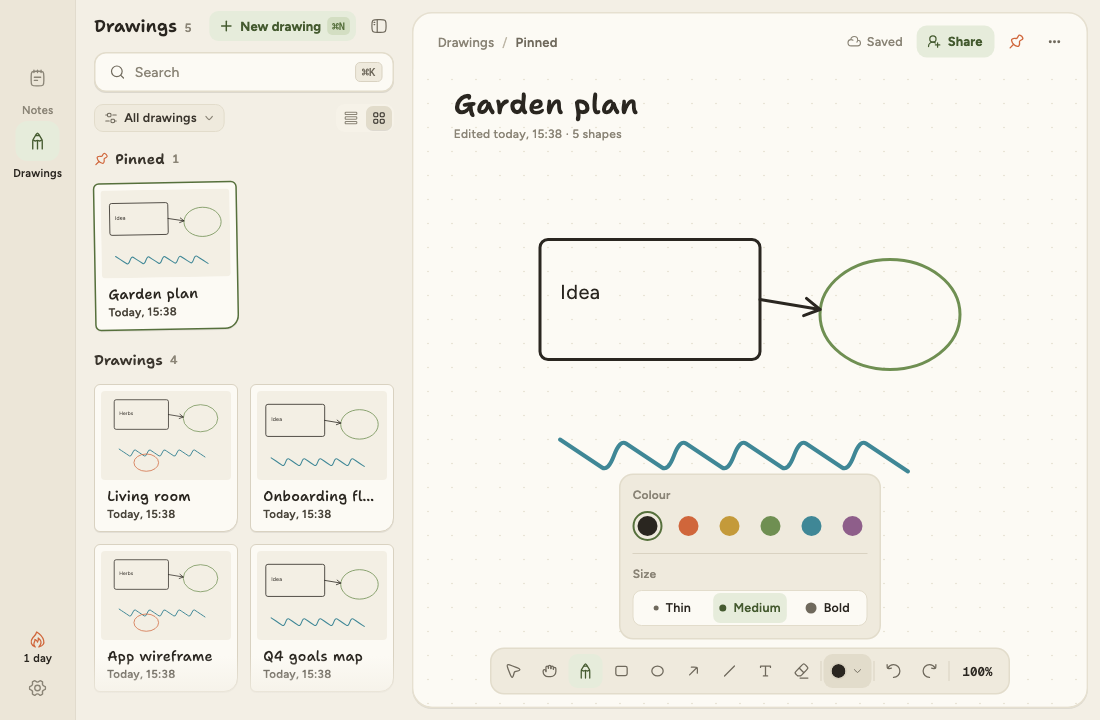 Notes
Drawings
1 day
Drawings 5
New drawing ⌘N
Search ⌘K
All drawings
Pinned 1
Idea
Garden plan
Today, 15:38
Drawings 4
Herbs
Living room
Today, 15:38
Idea
Onboarding fl...
Today, 15:38
Herbs
App wireframe
Today, 15:38
Idea
Q4 goals map
Today, 15:38
Drawings / Pinned
Saved
Share
Garden plan
Edited today, 15:38 · 5 shapes
Idea
Colour
Size
Thin
Medium
Bold
T
100%